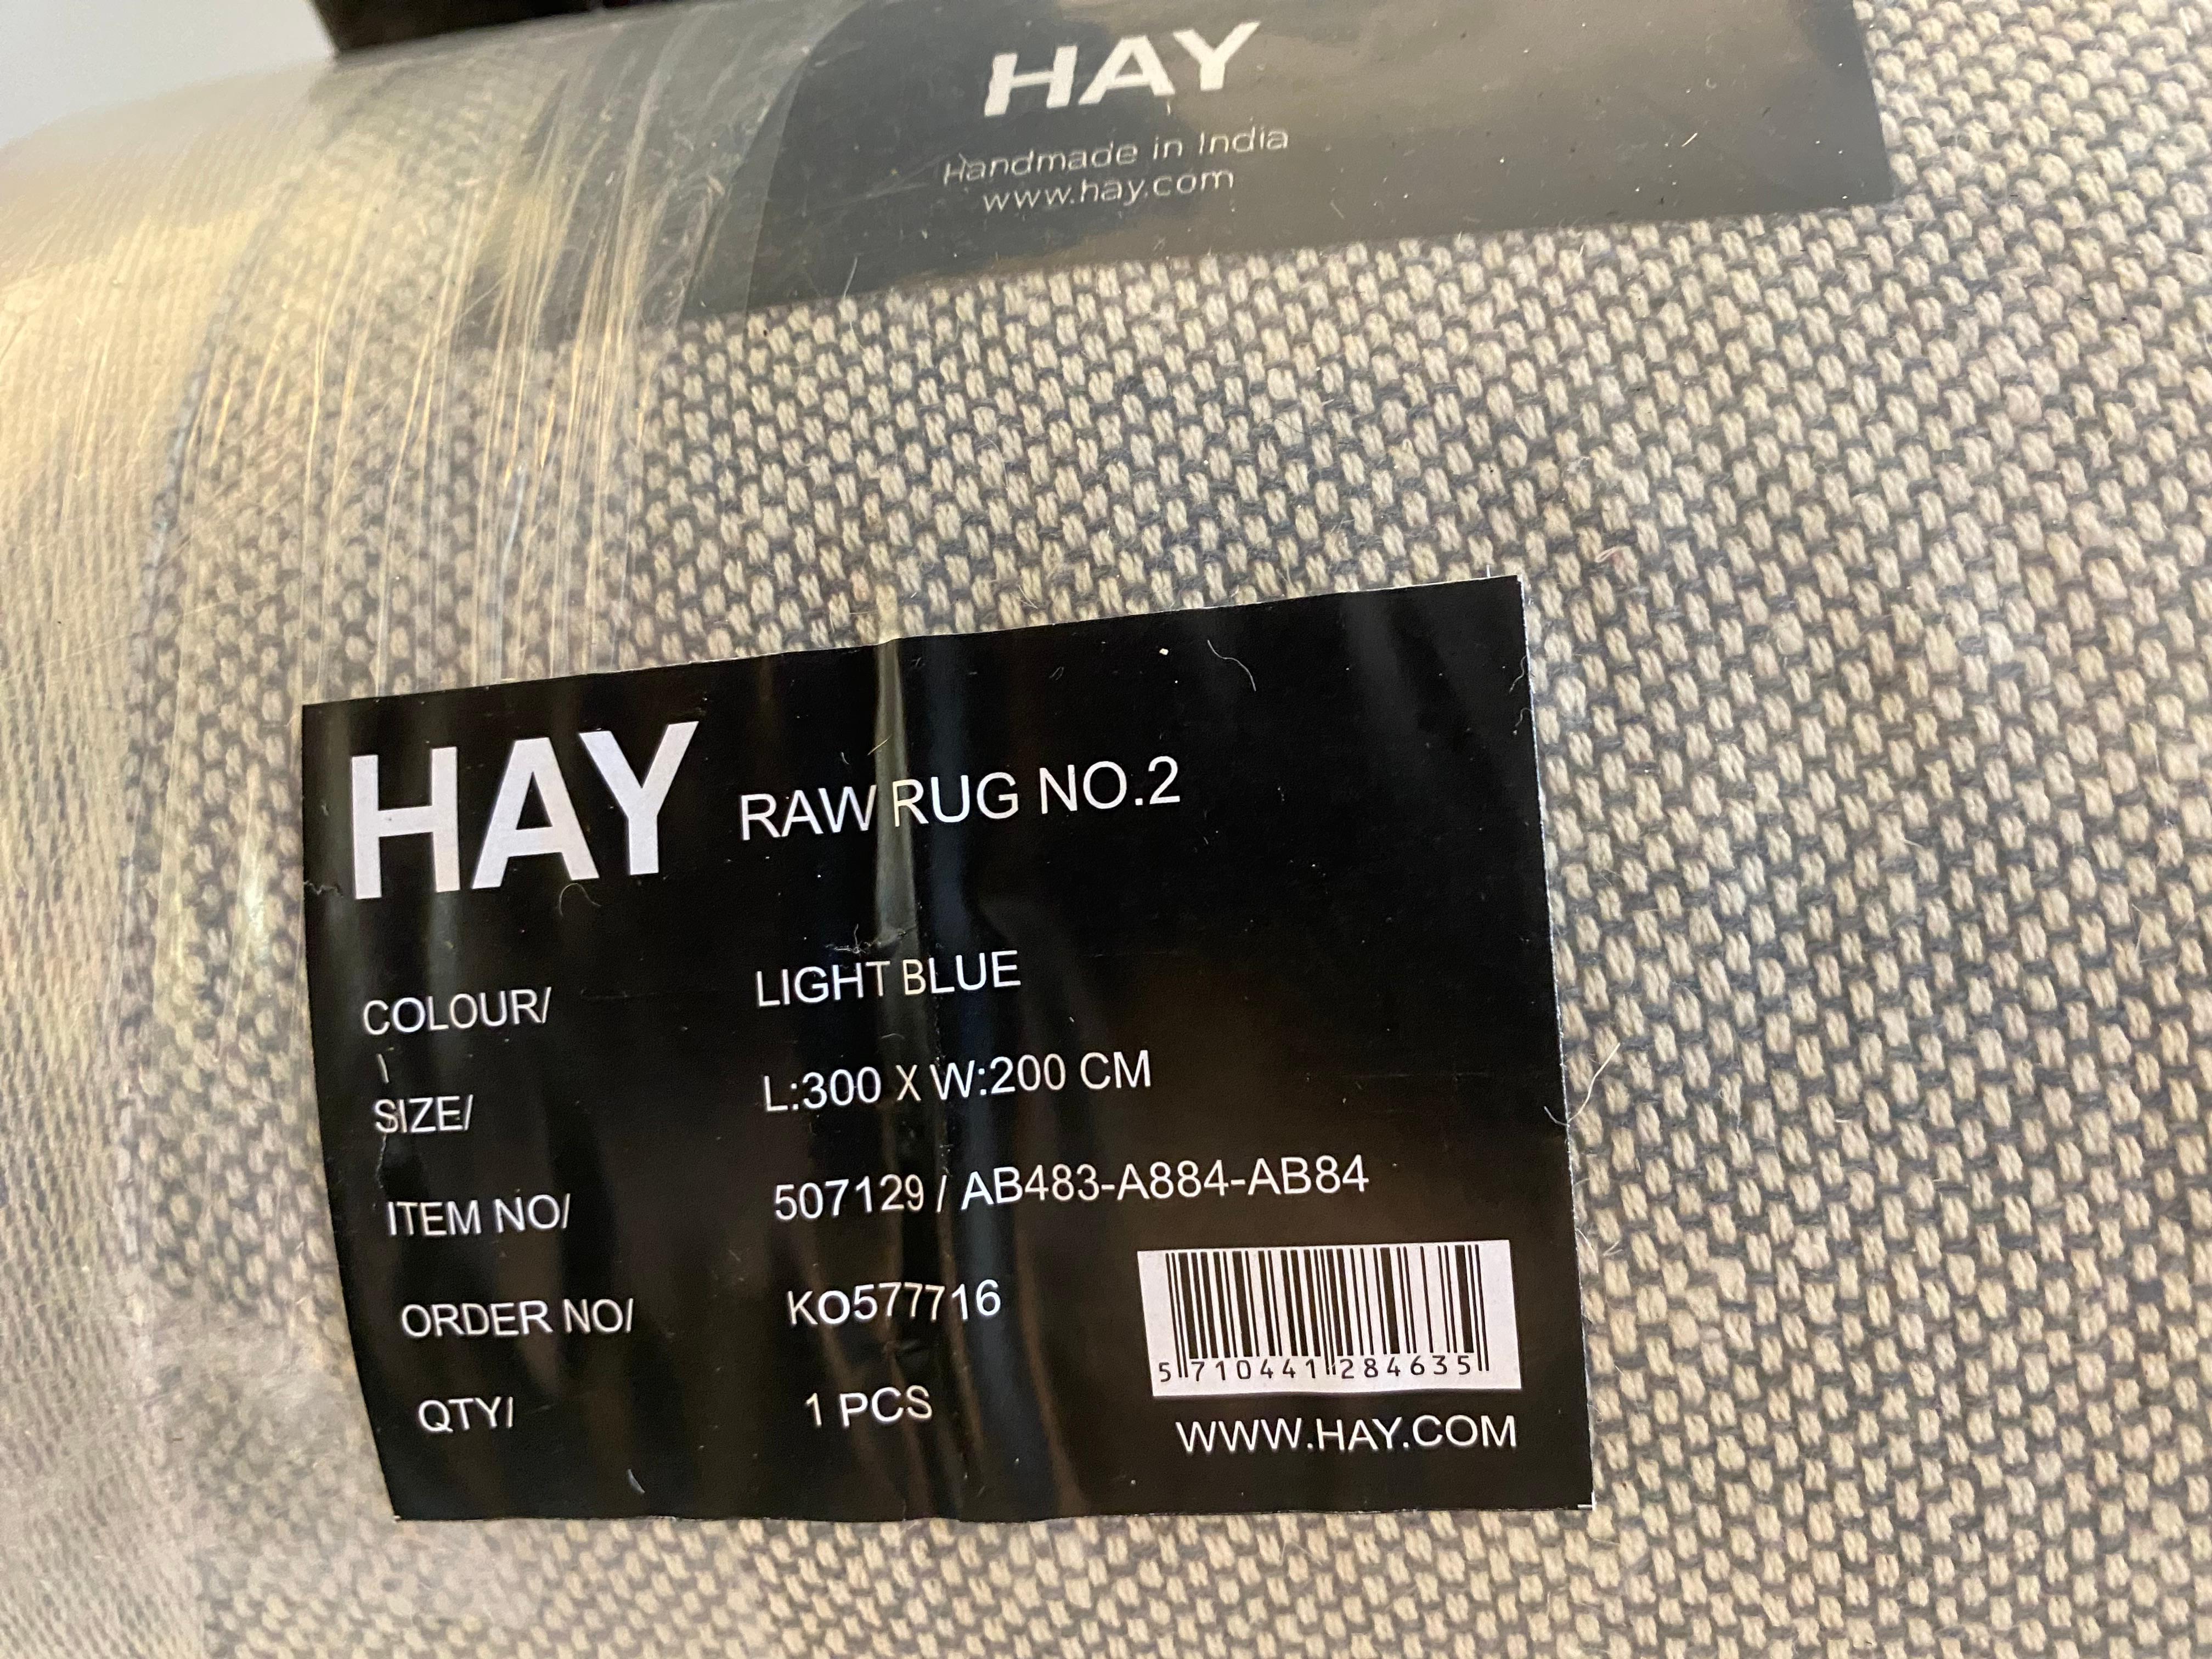 HAY
Handmade in India
www.hay.com
HAY RAW RUG NO.2
COLOUR/ LIGHT BLUE
SIZE/ L:300 X W:200 CM
ITEM NO/ 507129 / AB483-A884-AB84
ORDER NO/ KO577716
QTY/ 1 PCS
5 710441 284635
WWW.HAY.COM